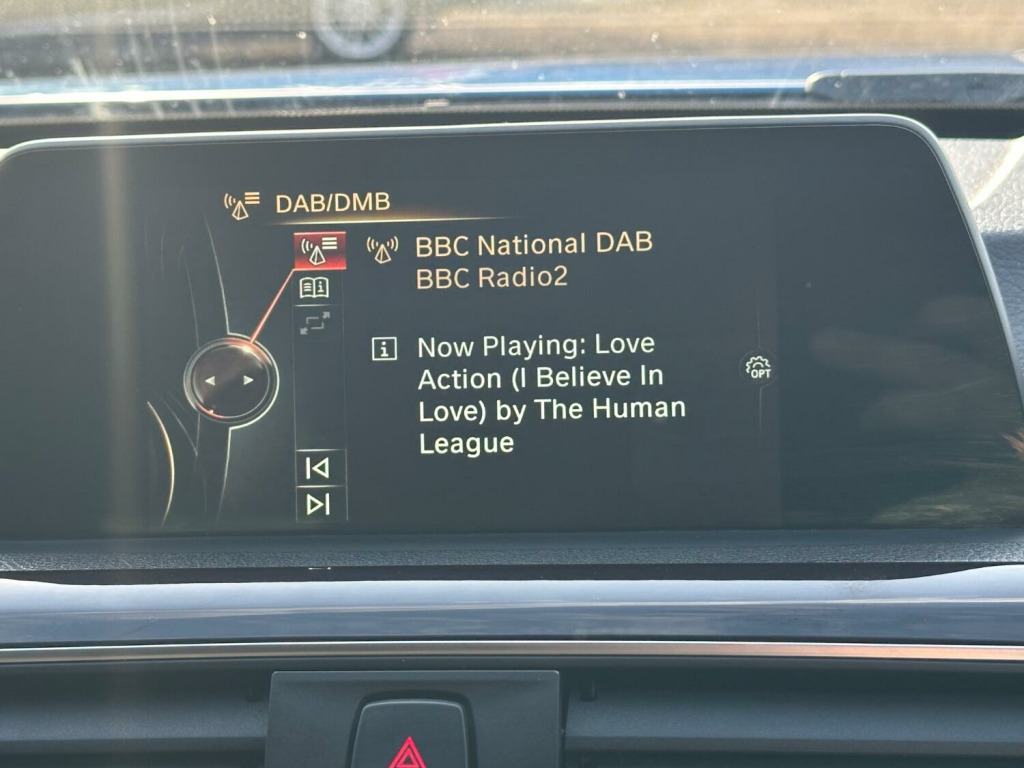 DAB/DMB
BBC National DAB
BBC Radio2
Now Playing: Love
Action (I Believe In
Love) by The Human
League
OPT